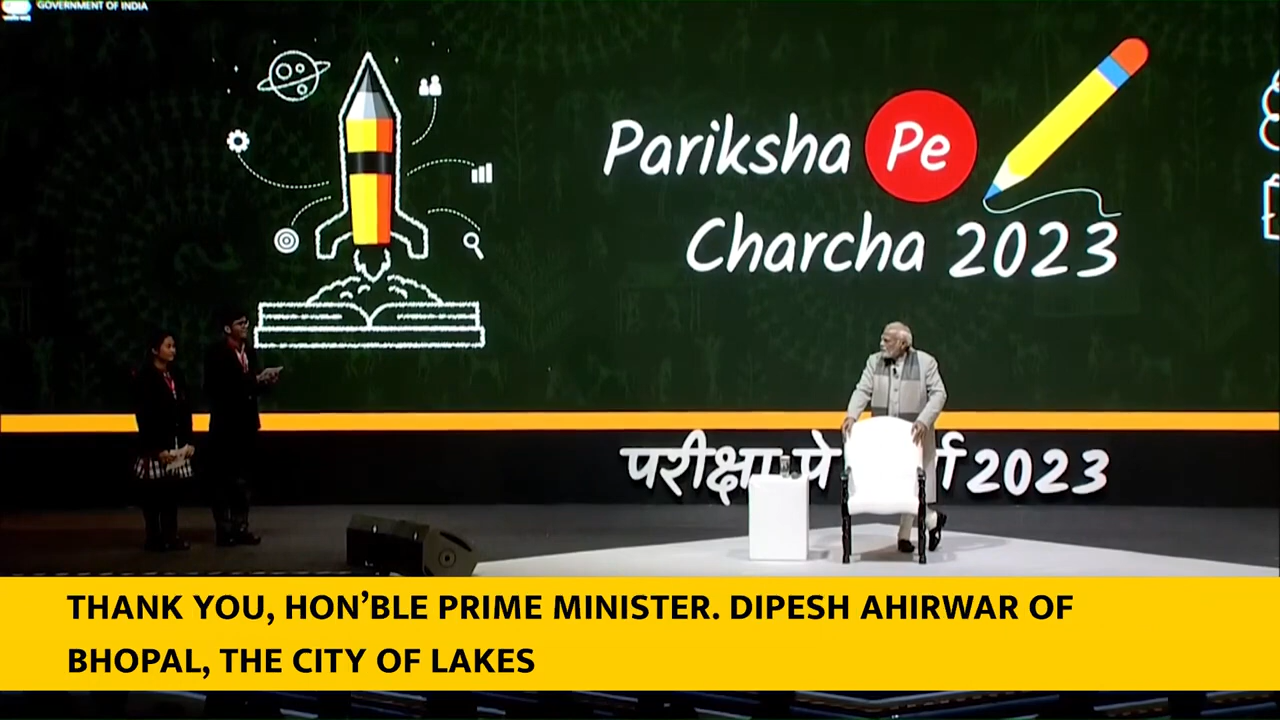 GOVERNMENT OF INDIA
Pariksha Pe
Charcha 2023
परीक्षा पे 2023
THANK YOU, HON’BLE PRIME MINISTER. DIPESH AHIRWAR OF
BHOPAL, THE CITY OF LAKES